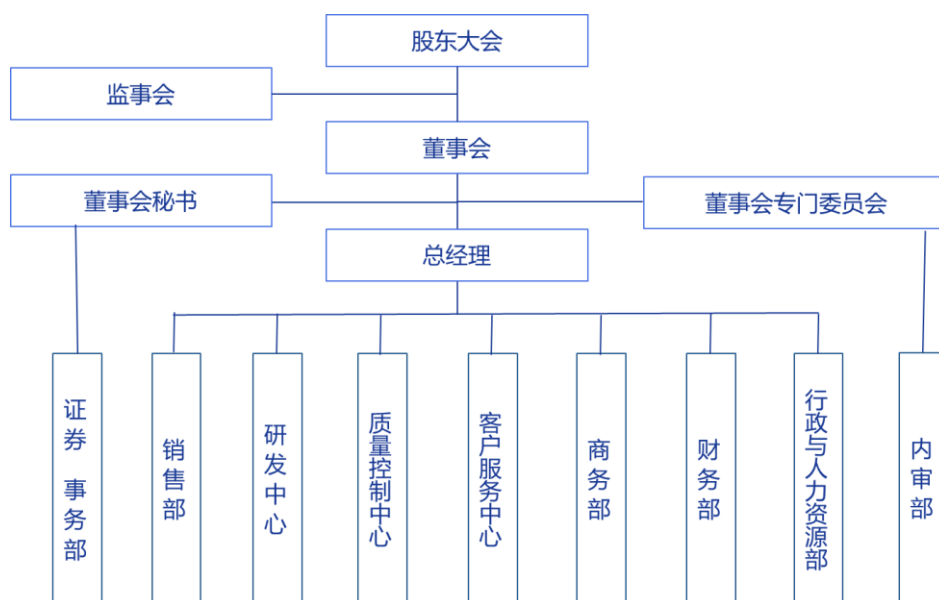 股东大会
监事会
董事会
董事会秘书
董事会专门委员会
总经理
证券 事务部
销售部
研发中心
质量控制中心
客户服务中心
商务部
财务部
行政与人力资源部
内审部